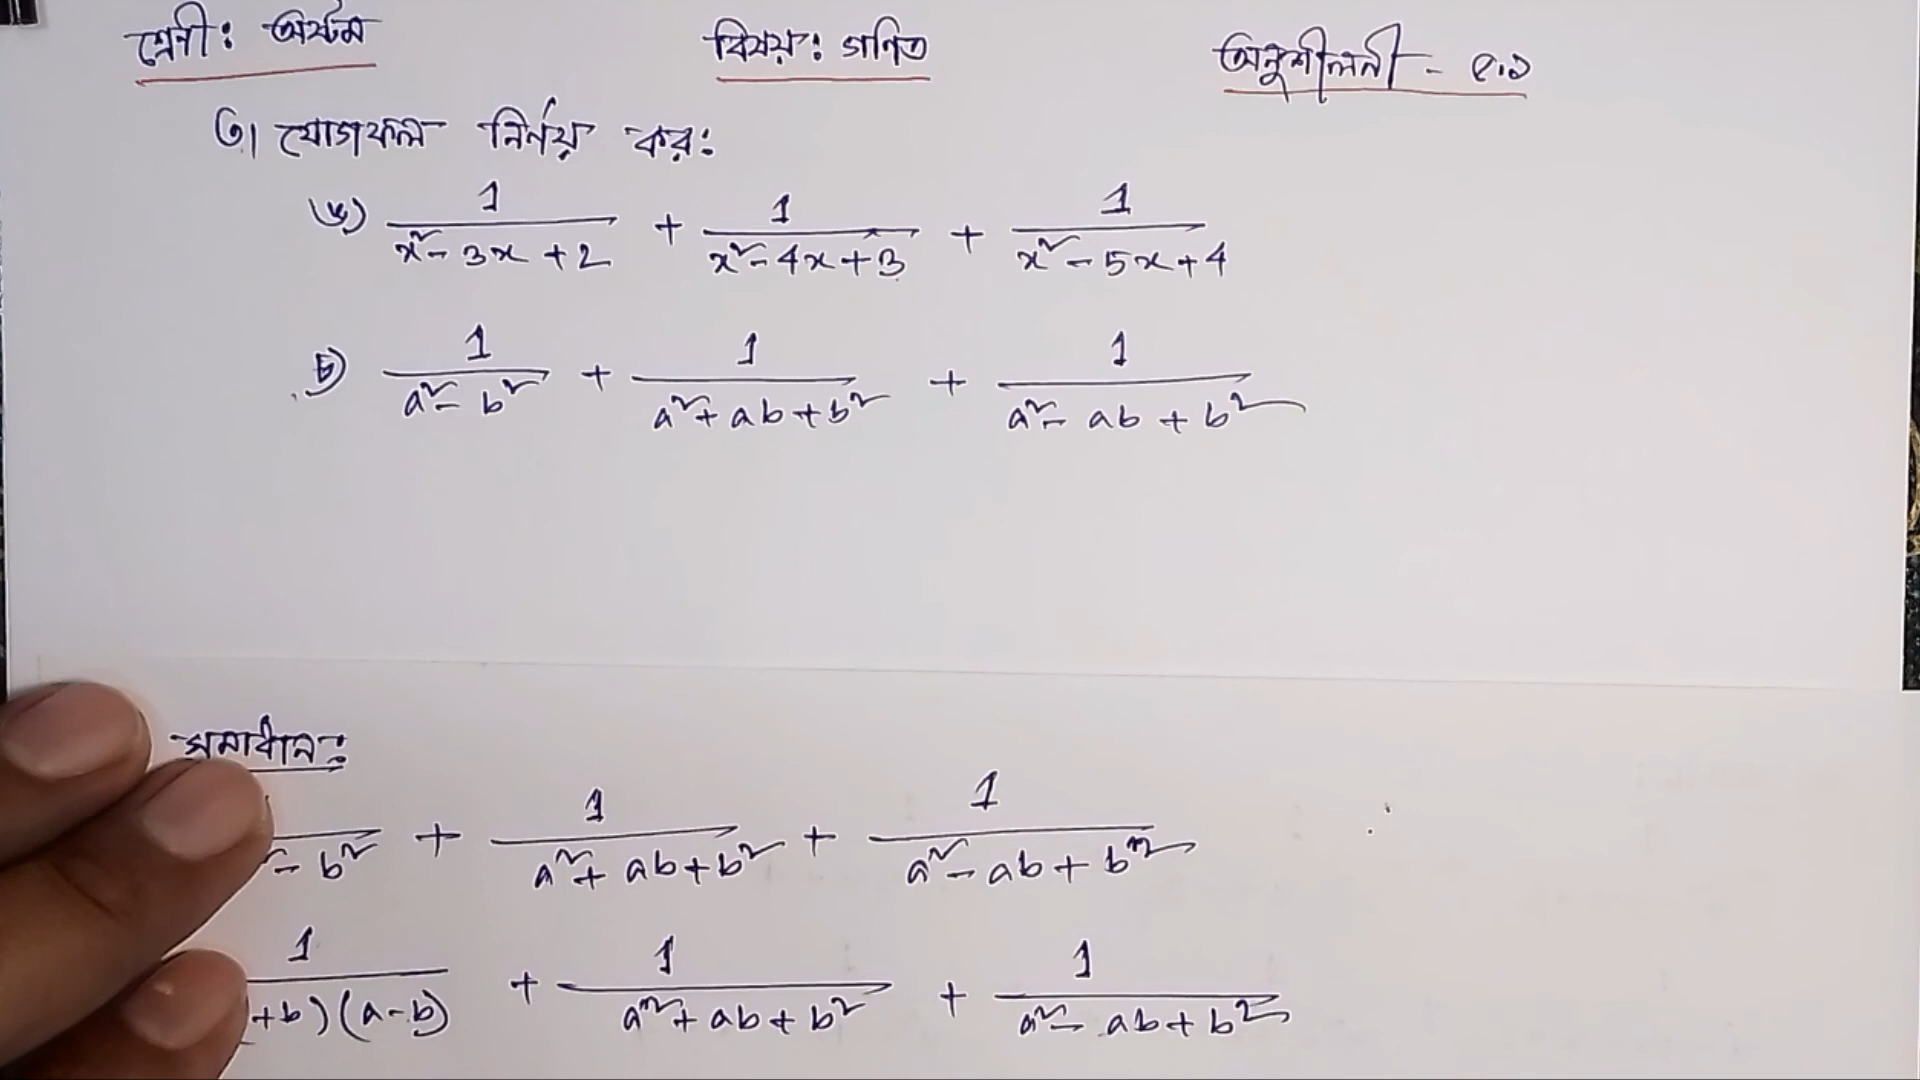 শ্রেণী: অষ্টম বিষয়: গণিত অনুশীলনী - ৫.১
৩। যোগফল নির্ণয় কর:
ঙ) 1/(x² - 3x + 2) + 1/(x² - 4x + 3) + 1/(x² - 5x + 4)
চ) 1/(a² - b²) + 1/(a² + ab + b²) + 1/(a² - ab + b²)
সমাধান:
- b² + 1/(a² + ab + b²) + 1/(a² - ab + b²)
1/(+b)(a-b) + 1/(a² + ab + b²) + 1/(a² - ab + b²)